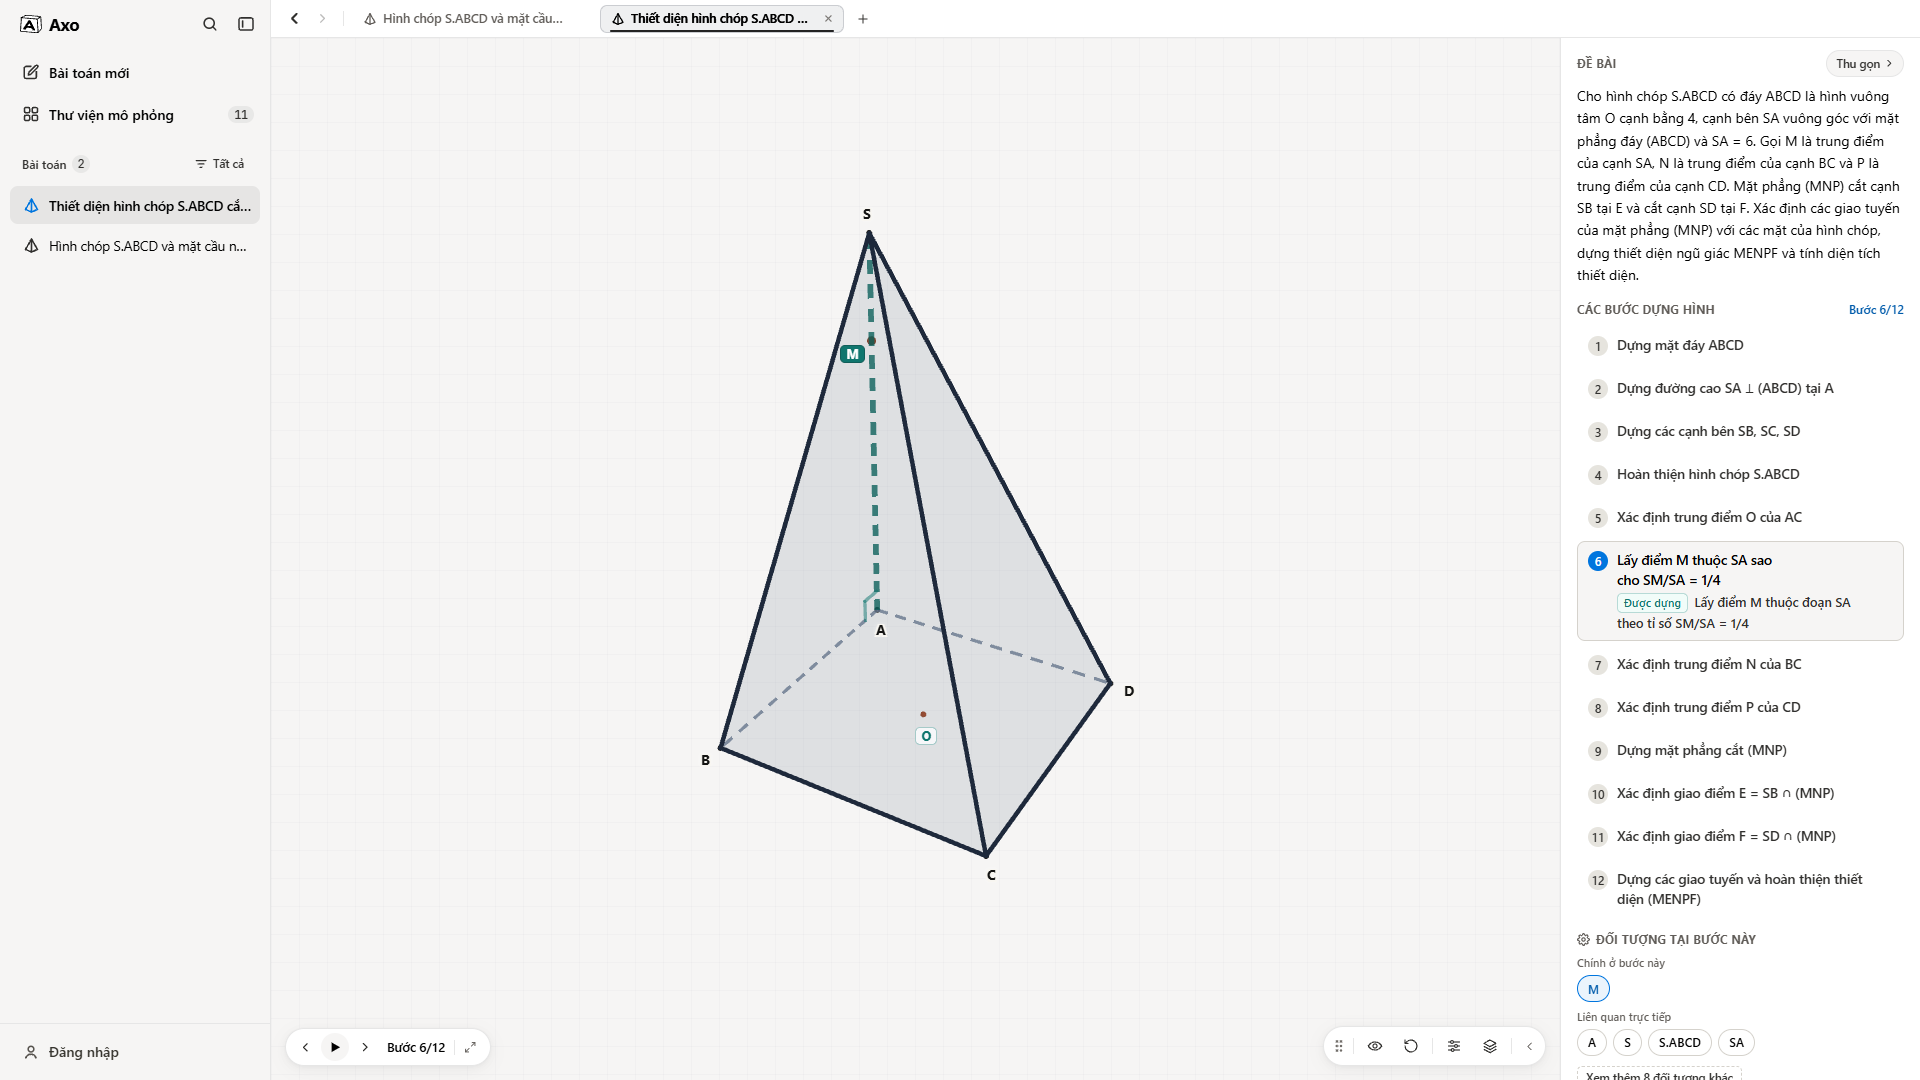 Axo
Bài toán mới
Thư viện mô phỏng 11
Bài toán 2 Tất cả
Thiết diện hình chóp S.ABCD cắ...
Hình chóp S.ABCD và mặt cầu n...
Đăng nhập
Hình chóp S.ABCD và mặt cầu...
Thiết diện hình chóp S.ABCD ...
S
M
A
D
O
B
C
Bước 6/12
ĐỀ BÀI
Thu gọn
Cho hình chóp S.ABCD có đáy ABCD là hình vuông
tâm O cạnh bằng 4, cạnh bên SA vuông góc với mặt
phẳng đáy (ABCD) và SA = 6. Gọi M là trung điểm
của cạnh SA, N là trung điểm của cạnh BC và P là
trung điểm của cạnh CD. Mặt phẳng (MNP) cắt cạnh
SB tại E và cắt cạnh SD tại F. Xác định các giao tuyến
của mặt phẳng (MNP) với các mặt của hình chóp,
dựng thiết diện ngũ giác MENPF và tính diện tích
thiết diện.
CÁC BƯỚC DỰNG HÌNH
Bước 6/12
1 Dựng mặt đáy ABCD
2 Dựng đường cao SA ⊥ (ABCD) tại A
3 Dựng các cạnh bên SB, SC, SD
4 Hoàn thiện hình chóp S.ABCD
5 Xác định trung điểm O của AC
6 Lấy điểm M thuộc SA sao
cho SM/SA = 1/4
Được dựng Lấy điểm M thuộc đoạn SA
theo tỉ số SM/SA = 1/4
7 Xác định trung điểm N của BC
8 Xác định trung điểm P của CD
9 Dựng mặt phẳng cắt (MNP)
10 Xác định giao điểm E = SB ∩ (MNP)
11 Xác định giao điểm F = SD ∩ (MNP)
12 Dựng các giao tuyến và hoàn thiện thiết
diện (MENPF)
ĐỐI TƯỢNG TẠI BƯỚC NÀY
Chính ở bước này
M
Liên quan trực tiếp
A S S.ABCD SA
Xem thêm 8 đối tượng khác